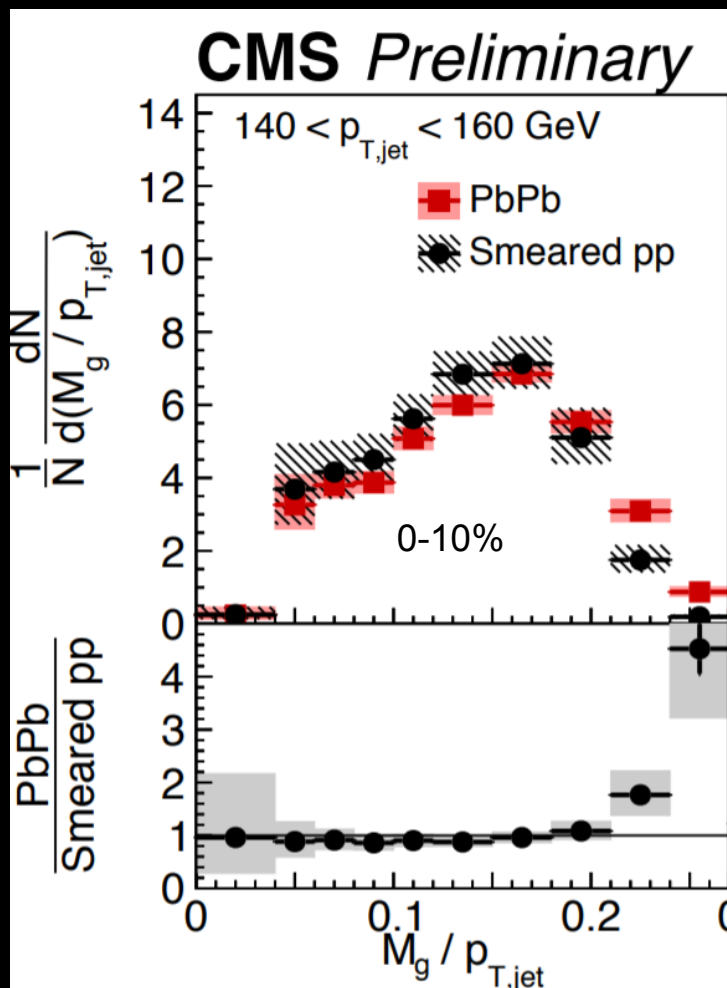 CMS Preliminary
140 < p_T,jet < 160 GeV
PbPb
Smeared pp
0-10%
14
12
10
8
6
4
2
0
1 dN
N d(M_g / p_T,jet)
4
3
2
1
0
PbPb
Smeared pp
0 0.1 0.2
M_g / p_T,jet